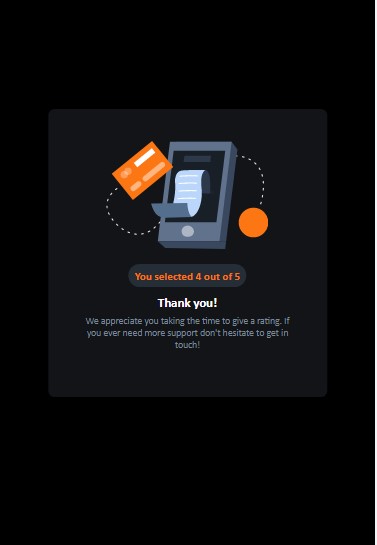 You selected 4 out of 5
Thank you!
We appreciate you taking the time to give a rating. If
you ever need more support don't hesitate to get in
touch!